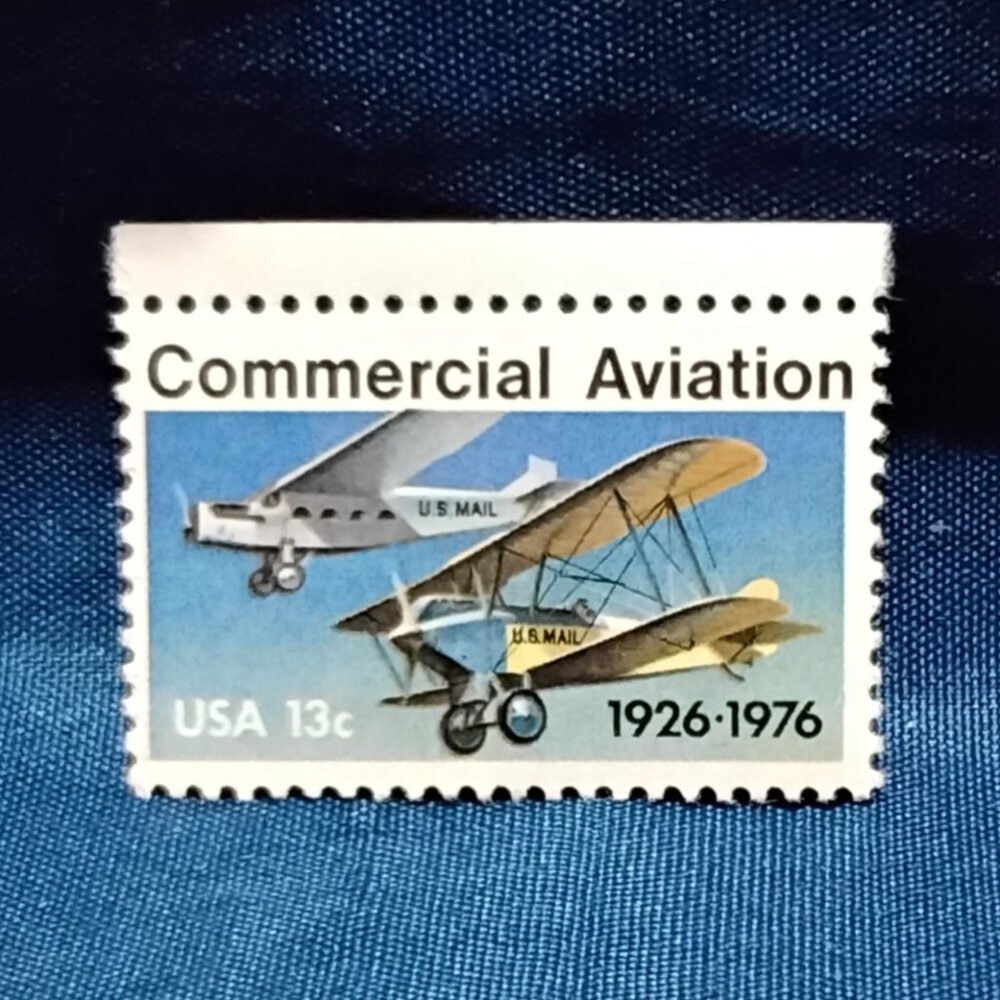 Commercial Aviation
U.S. MAIL
U.S. MAIL
USA 13c
1926·1976